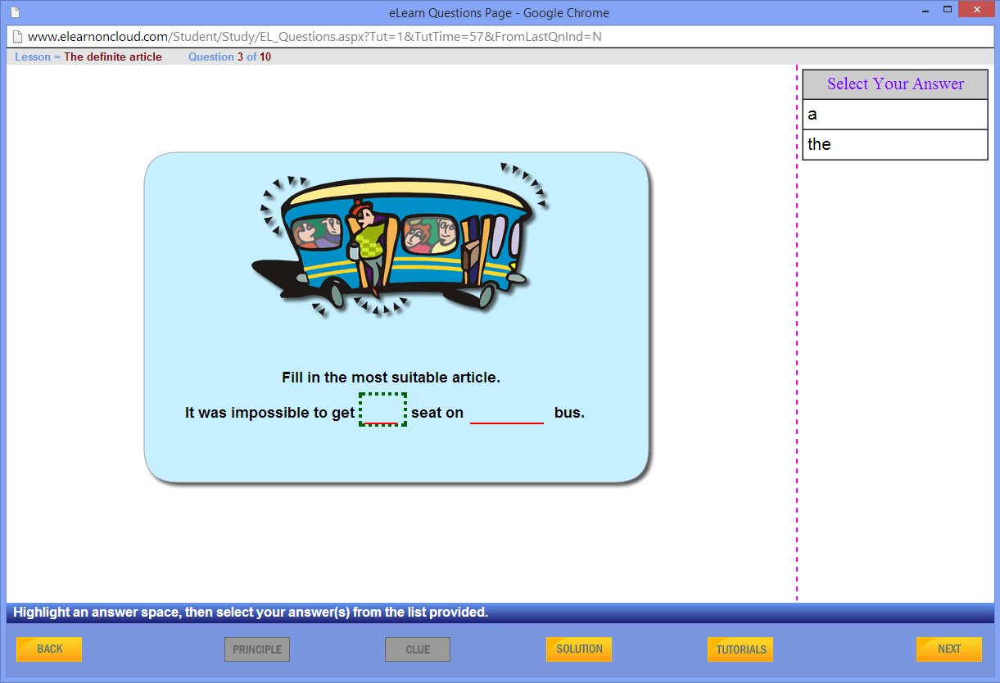 eLearn Questions Page - Google Chrome
www.elearnoncloud.com/Student/Study/EL_Questions.aspx?Tut=1&TutTime=57&FromLastQnInd=N
Lesson = The definite article Question 3 of 10
Select Your Answer
a
the
Fill in the most suitable article.
It was impossible to get ____ seat on ________ bus.
Highlight an answer space, then select your answer(s) from the list provided.
BACK PRINCIPLE CLUE SOLUTION TUTORIALS NEXT